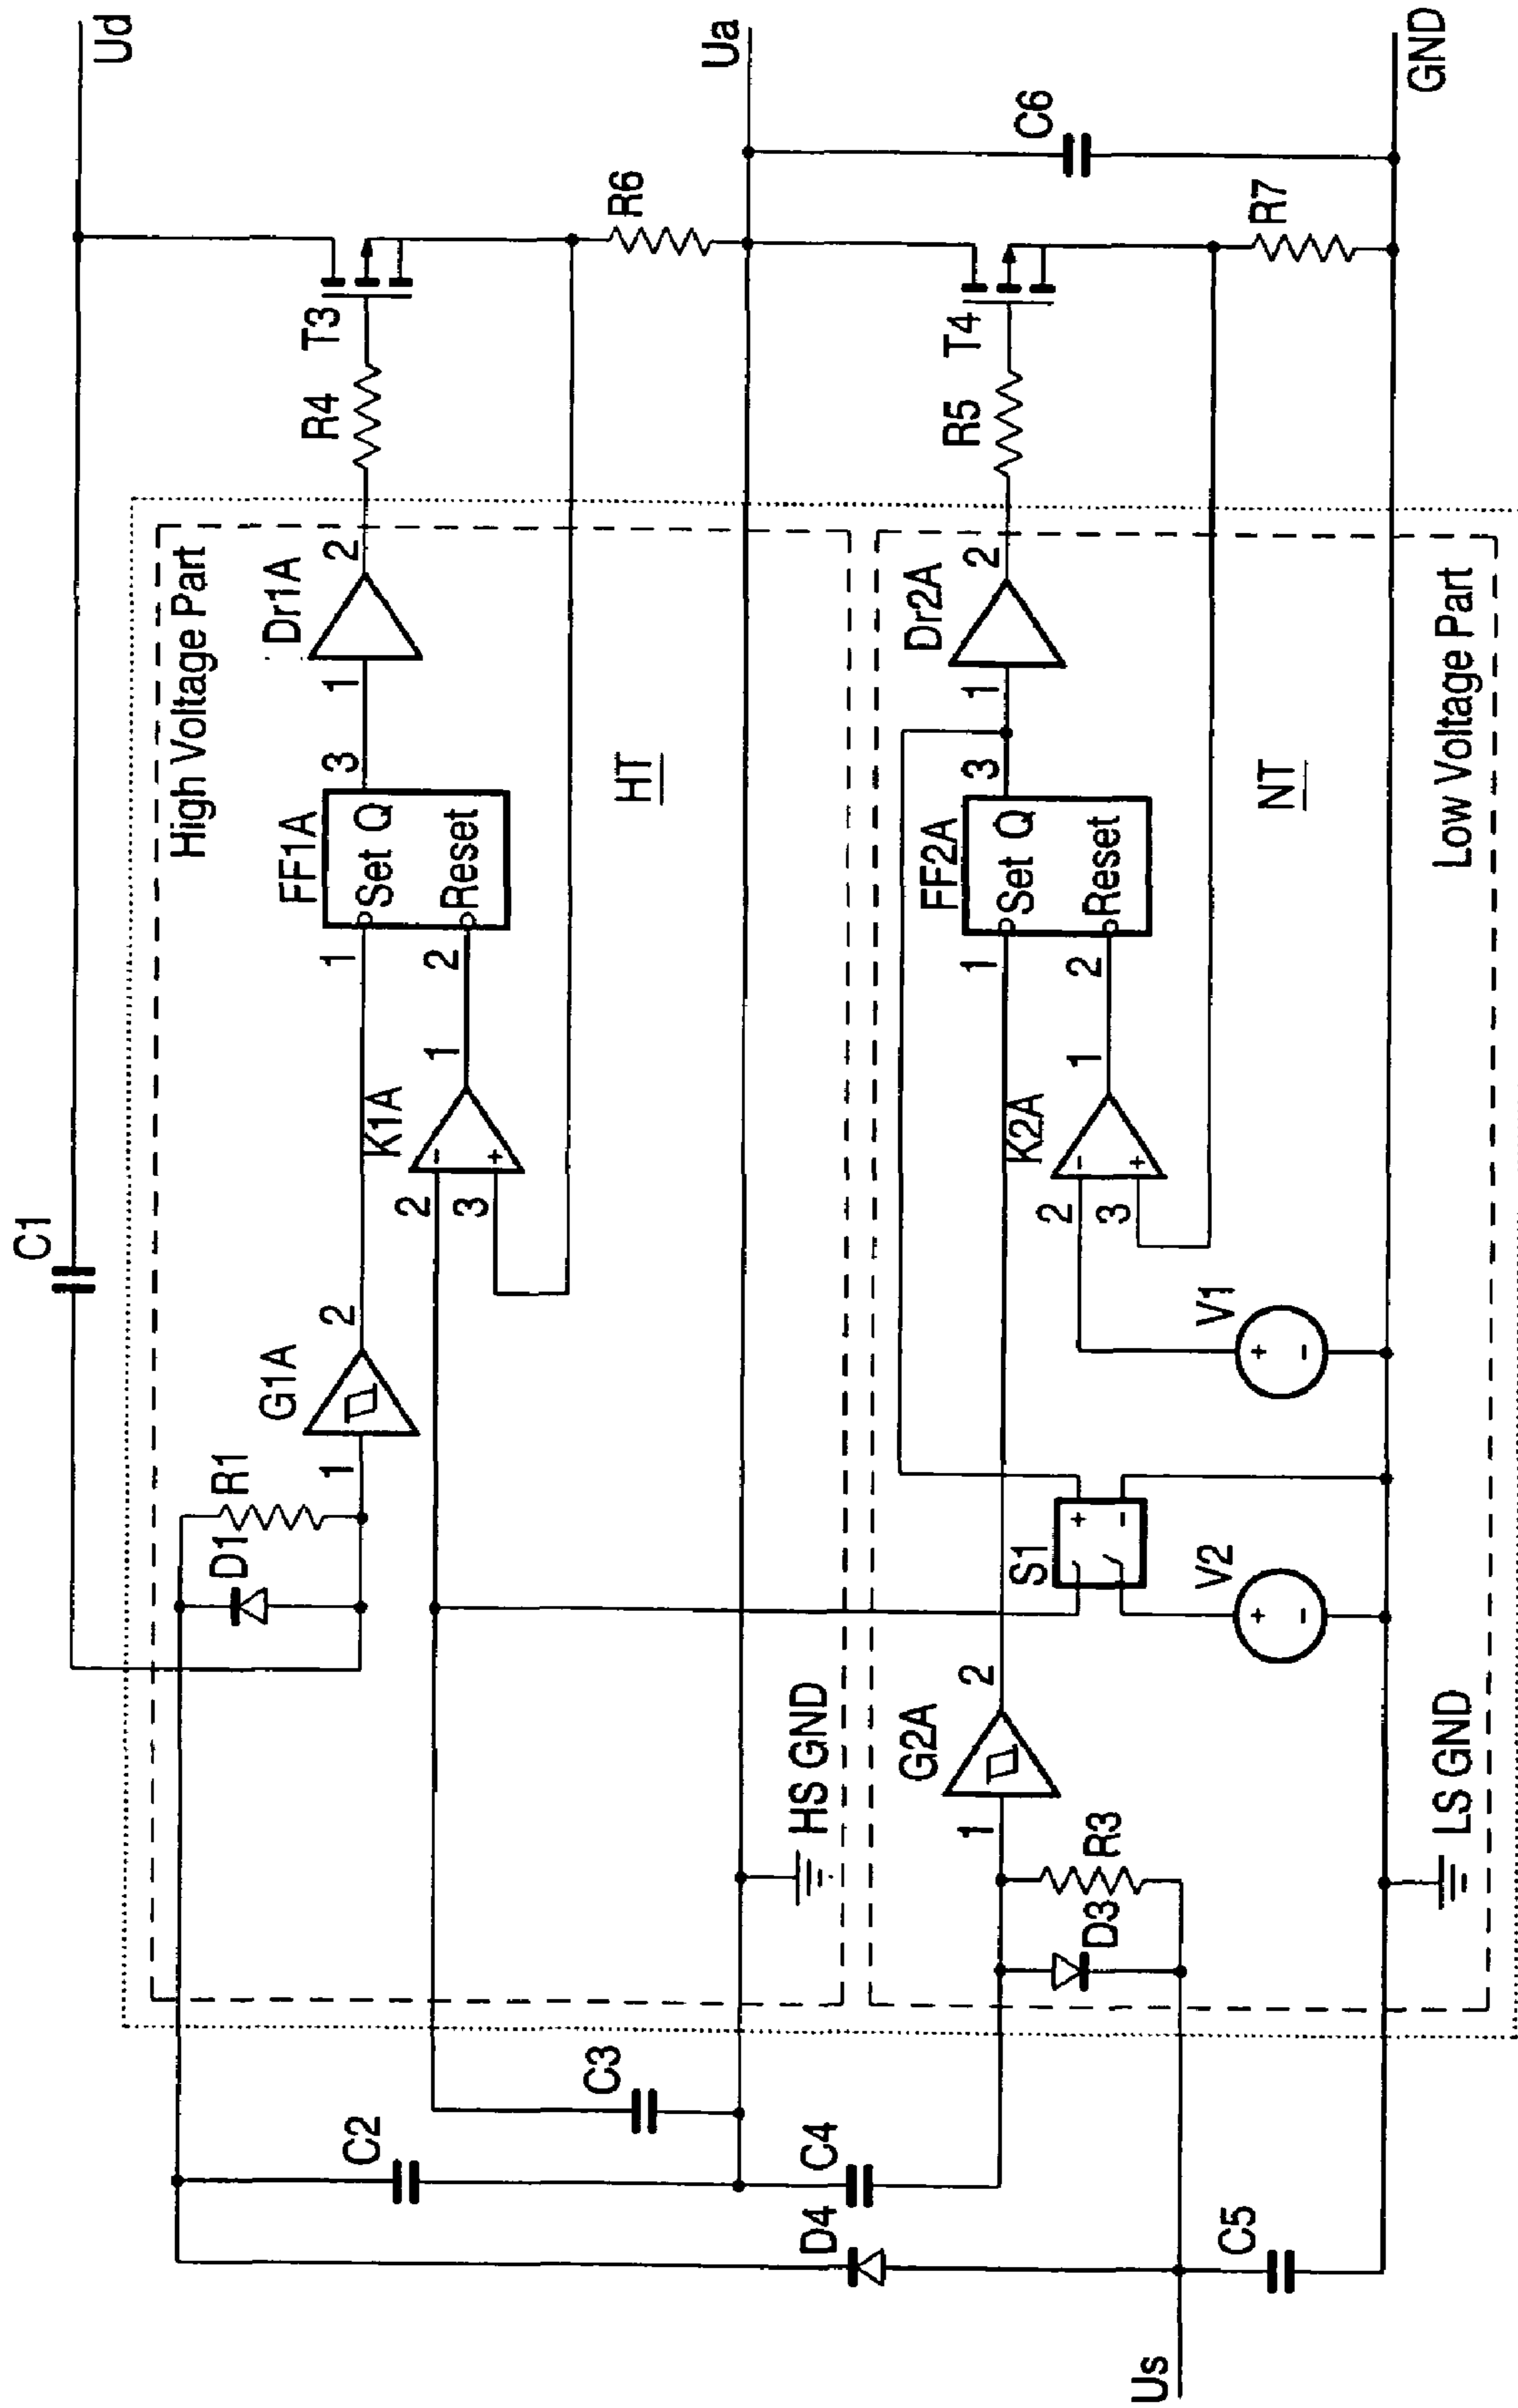 C1
Ud
High Voltage Part
D1
R1
G1A
1
2
K1A
2
-
3
+
1
FF1A
1
Set
Q
3
2
Reset
Dr1A
1
2
R4
T3
HT
R6
C2
C3
HS GND
Ua
D4
C4
G2A
1
2
D3
R3
S1
+
-
V2
+
-
V1
+
-
K2A
2
-
3
+
1
FF2A
1
Set
Q
3
2
Reset
Dr2A
1
2
R5
T4
NT
C6
R7
Us
C5
LS GND
Low Voltage Part
GND